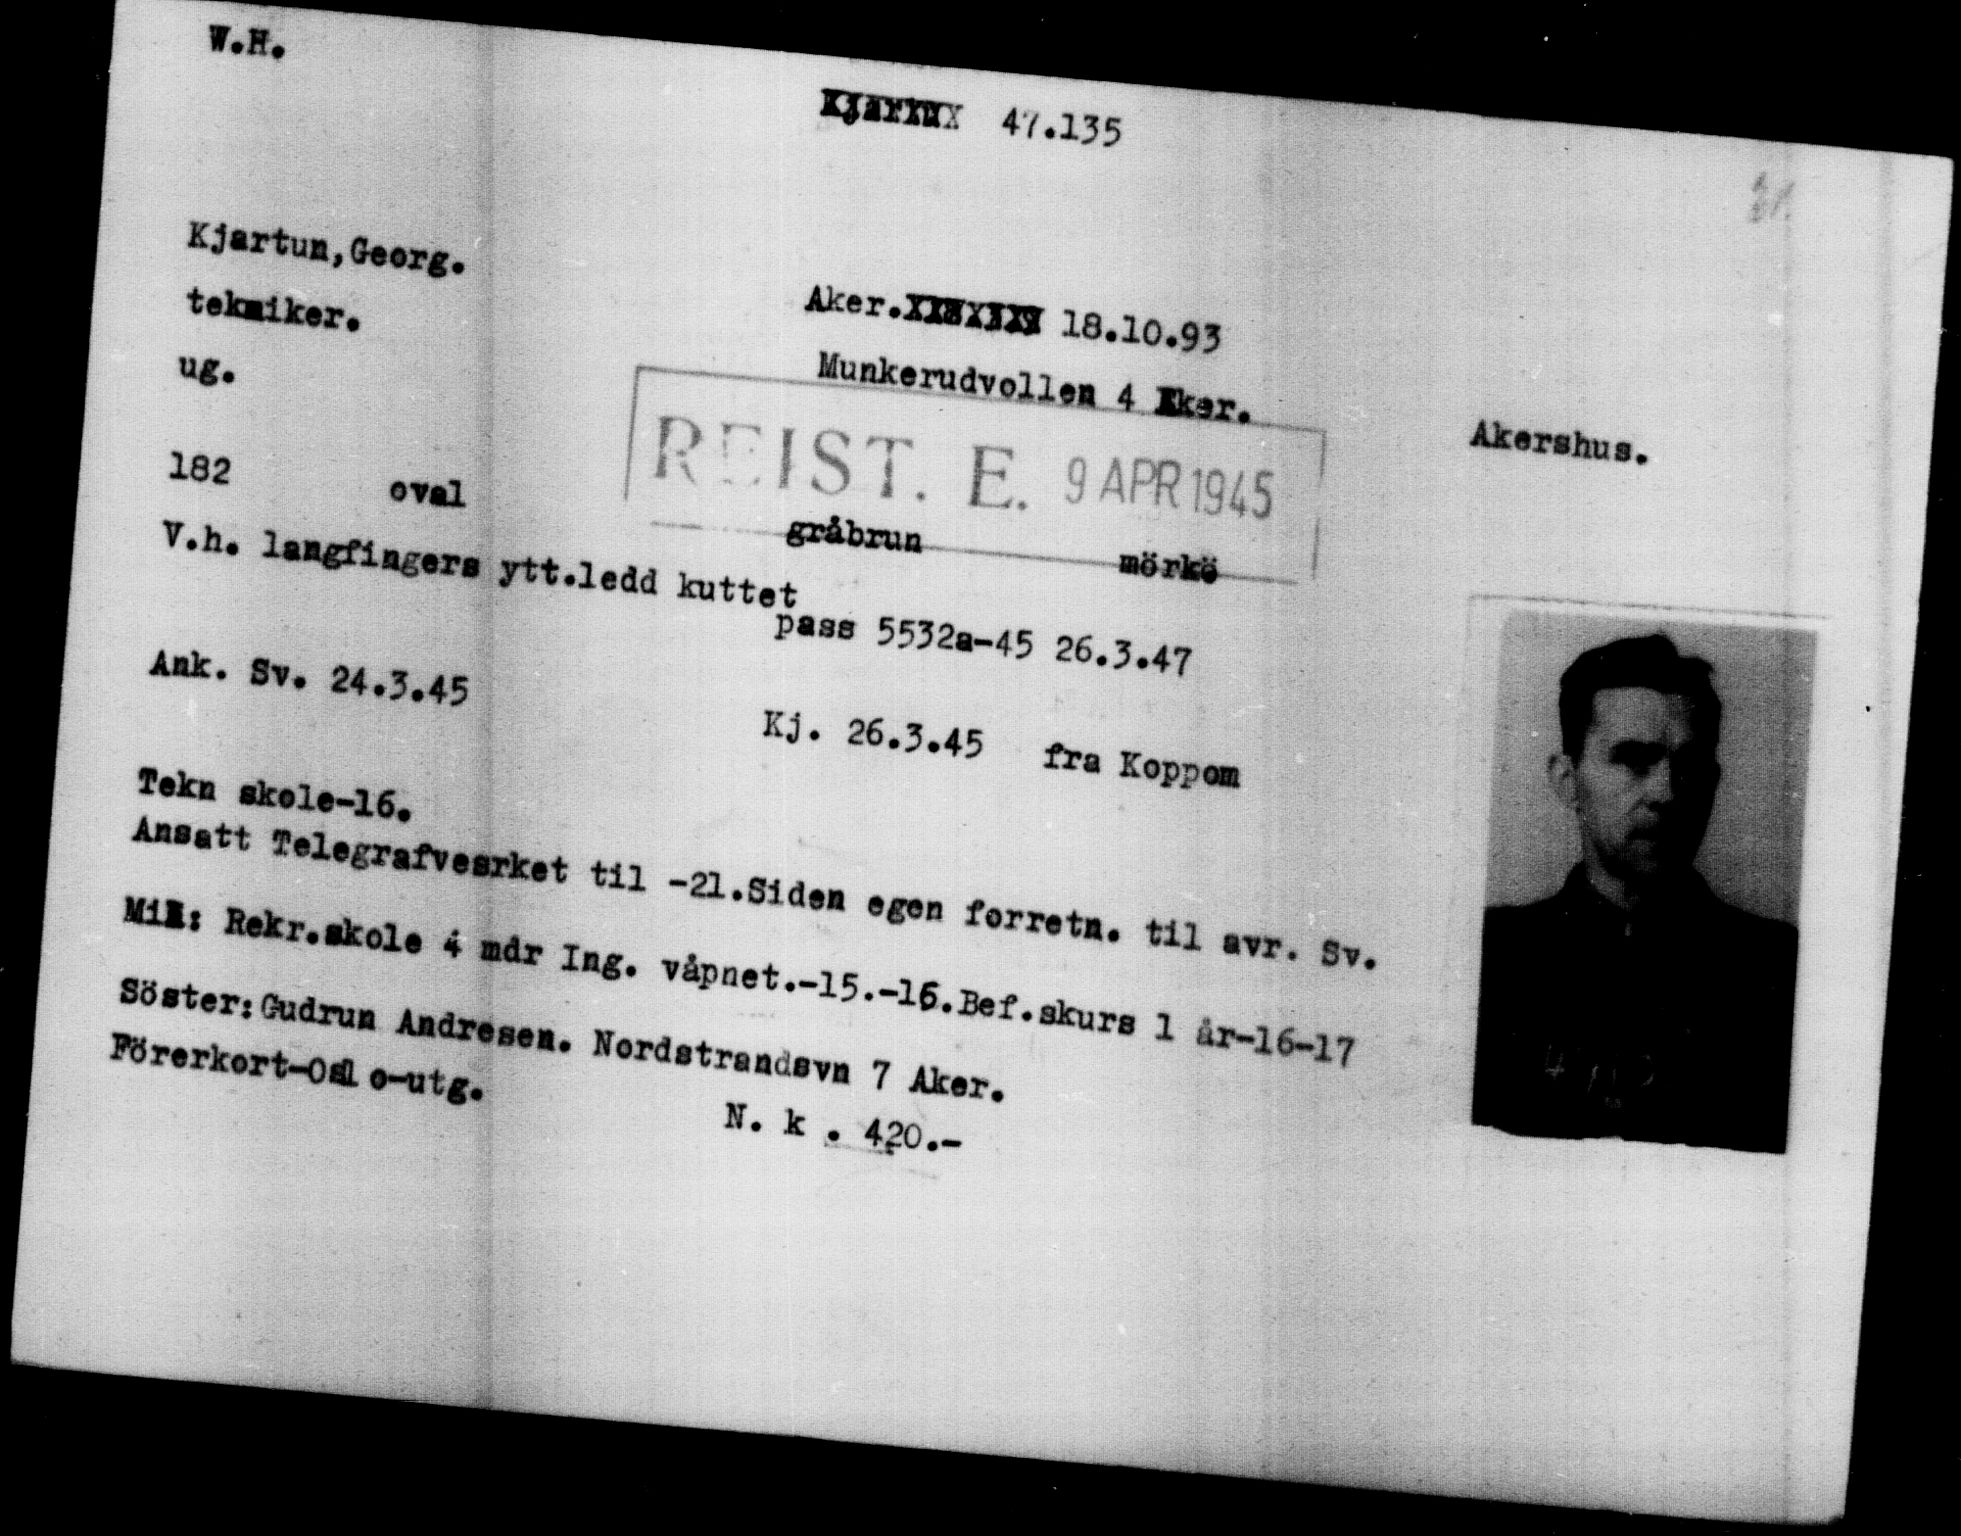 W.H.
47.135
Kjartun,Georg.
Aker. 18.10.93
tekniker.
Munkerudvollen 4 Aker.
ug.
Akershus.
REIST. E. 9 APR 1945
182 oval gråbrun mörkö
V.h. langfingers ytt.ledd kuttet
pass 5532a-45 26.3.47
Ank. Sv. 24.3.45
Kj. 26.3.45 fra Koppom
Tekn skole-16.
Ansatt Telegrafvesrket til -21.Siden egen forretn. til avr. Sv.
Mil: Rekr.skole 4 mdr Ing. våpnet.-15.-16.Bef.skurs 1 år-16-17
Söster:Gudrun Andresen. Nordstrandsvn 7 Aker.
Förerkort-Oslo-utg.
N. k . 420.-